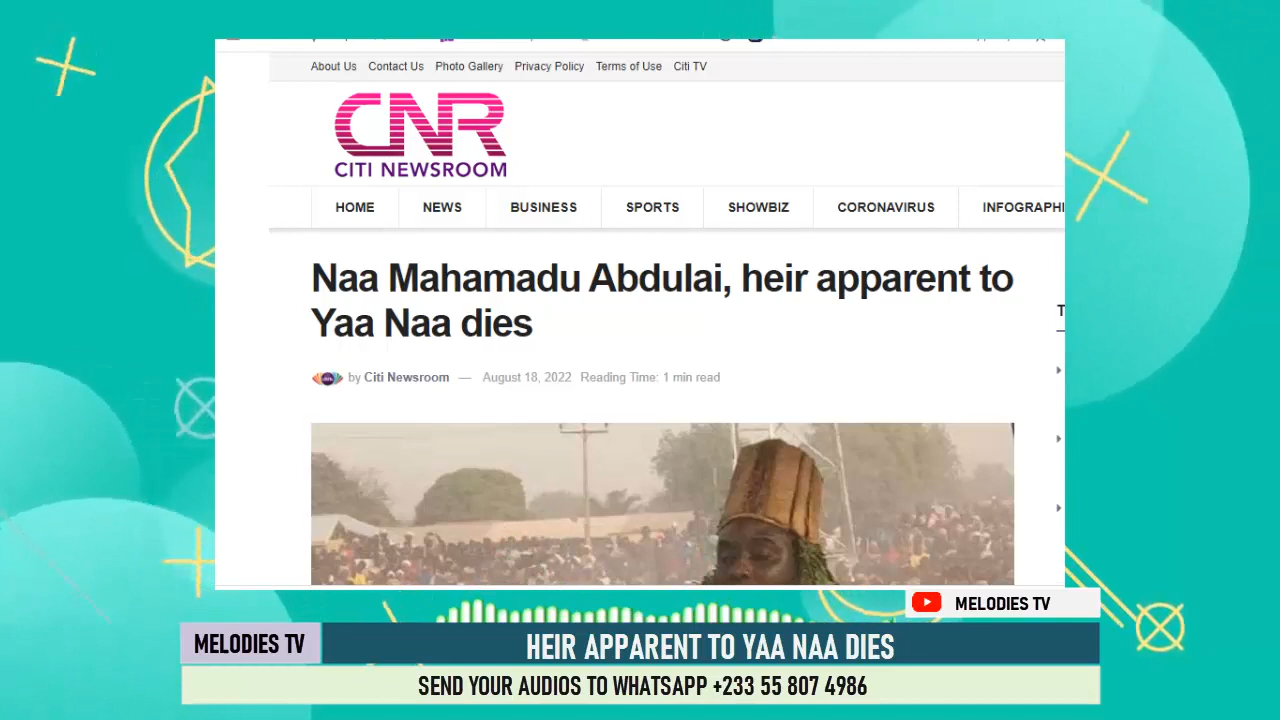 About Us Contact Us Photo Gallery Privacy Policy Terms of Use Citi TV
CNR
CITI NEWSROOM
HOME NEWS BUSINESS SPORTS SHOWBIZ CORONAVIRUS INFOGRAPHI
Naa Mahamadu Abdulai, heir apparent to
Yaa Naa dies
by Citi Newsroom — August 18, 2022 Reading Time: 1 min read
MELODIES TV
MELODIES TV
HEIR APPARENT TO YAA NAA DIES
SEND YOUR AUDIOS TO WHATSAPP +233 55 807 4986